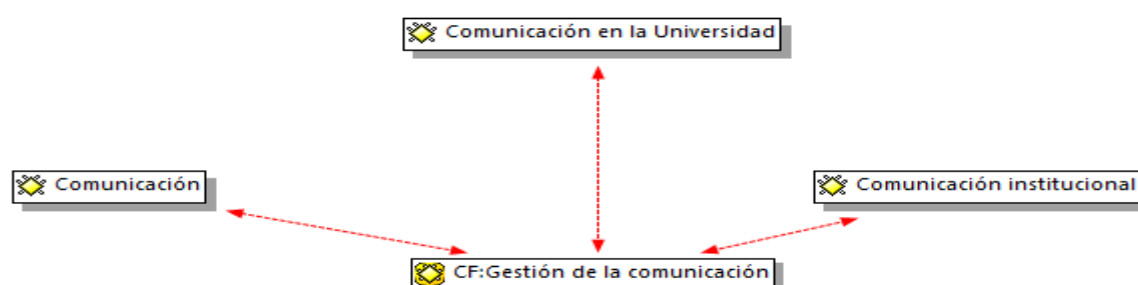 Comunicación en la Universidad
Comunicación
Comunicación institucional
CF:Gestión de la comunicación